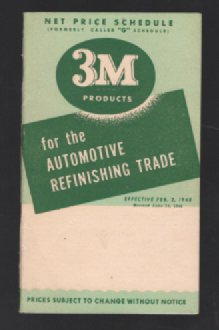 NET PRICE SCHEDULE
(FORMERLY CALLED "G" SCHEDULE)
3M
PRODUCTS
for the
AUTOMOTIVE
REFINISHING TRADE
EFFECTIVE FEB. 2, 1948
PRICES SUBJECT TO CHANGE WITHOUT NOTICE